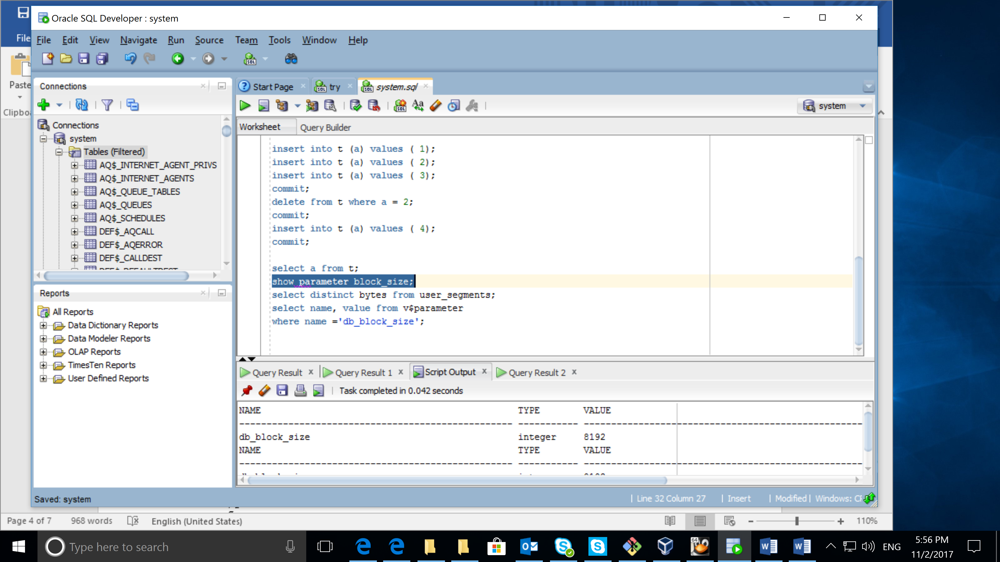 Oracle SQL Developer : system
File
File Edit View Navigate Run Source Team Tools Window Help
Paste
Connections
Start Page
try
system.sql
system
Connections
Worksheet
Query Builder
system
Tables (Filtered)
AQ$_INTERNET_AGENT_PRIVS
AQ$_INTERNET_AGENTS
AQ$_QUEUE_TABLES
AQ$_QUEUES
AQ$_SCHEDULES
DEF$_AQCALL
DEF$_AQERROR
DEF$_CALLDEST
insert into t (a) values ( 1);
insert into t (a) values ( 2);
insert into t (a) values ( 3);
commit;
delete from t where a = 2;
commit;
insert into t (a) values ( 4);
commit;
select a from t;
show parameter block_size;
select distinct bytes from user_segments;
select name, value from v$parameter
where name ='db_block_size';
Reports
All Reports
Data Dictionary Reports
Data Modeler Reports
OLAP Reports
TimesTen Reports
User Defined Reports
Query Result
Query Result 1
Script Output
Query Result 2
Task completed in 0.042 seconds
NAME TYPE VALUE
db_block_size integer 8192
NAME TYPE VALUE
Saved: system
Line 32 Column 27
Insert
Modified
Windows:
Page 4 of 7
968 words
English (United States)
110%
Type here to search
64
ENG
5:56 PM
11/2/2017